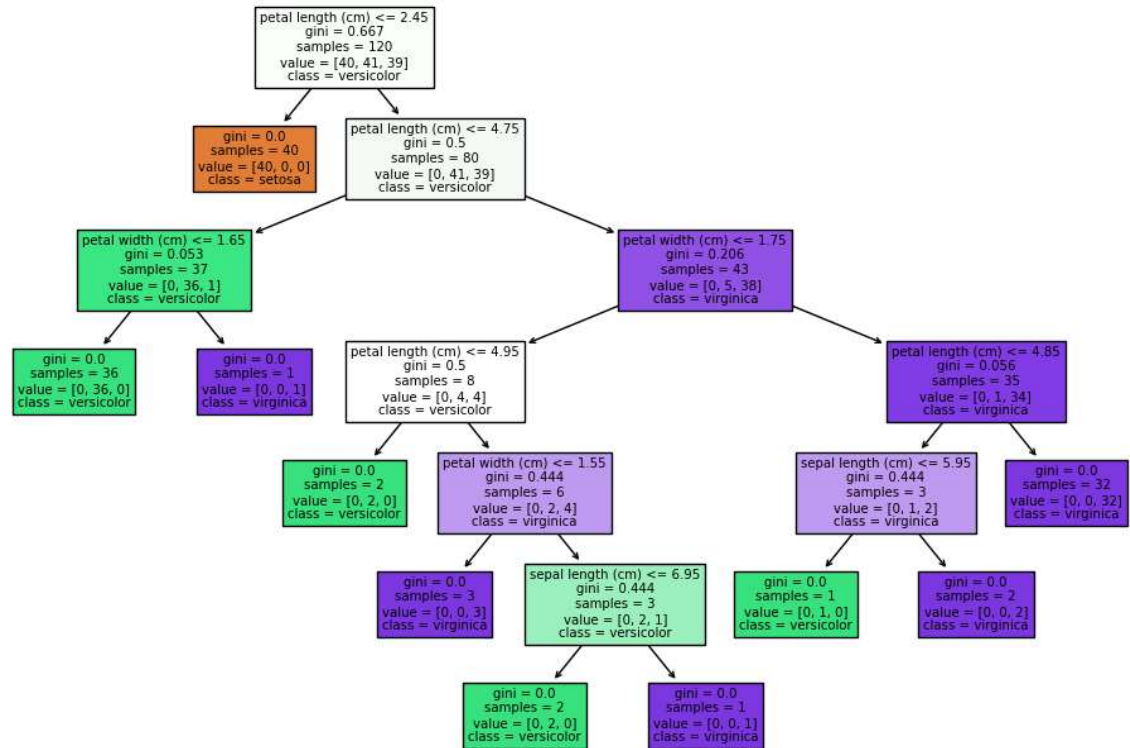 petal length (cm) <= 2.45
gini = 0.667
samples = 120
value = [40, 41, 39]
class = versicolor
gini = 0.0
samples = 40
value = [40, 0, 0]
class = setosa
petal length (cm) <= 4.75
gini = 0.5
samples = 80
value = [0, 41, 39]
class = versicolor
petal width (cm) <= 1.65
gini = 0.053
samples = 37
value = [0, 36, 1]
class = versicolor
petal width (cm) <= 1.75
gini = 0.206
samples = 43
value = [0, 5, 38]
class = virginica
gini = 0.0
samples = 36
value = [0, 36, 0]
class = versicolor
gini = 0.0
samples = 1
value = [0, 0, 1]
class = virginica
petal length (cm) <= 4.95
gini = 0.5
samples = 8
value = [0, 4, 4]
class = versicolor
petal length (cm) <= 4.85
gini = 0.056
samples = 35
value = [0, 1, 34]
class = virginica
gini = 0.0
samples = 2
value = [0, 2, 0]
class = versicolor
petal width (cm) <= 1.55
gini = 0.444
samples = 6
value = [0, 2, 4]
class = virginica
sepal length (cm) <= 5.95
gini = 0.444
samples = 3
value = [0, 1, 2]
class = virginica
gini = 0.0
samples = 32
value = [0, 0, 32]
class = virginica
gini = 0.0
samples = 3
value = [0, 0, 3]
class = virginica
sepal length (cm) <= 6.95
gini = 0.444
samples = 3
value = [0, 2, 1]
class = versicolor
gini = 0.0
samples = 1
value = [0, 1, 0]
class = versicolor
gini = 0.0
samples = 2
value = [0, 0, 2]
class = virginica
gini = 0.0
samples = 2
value = [0, 2, 0]
class = versicolor
gini = 0.0
samples = 1
value = [0, 0, 1]
class = virginica